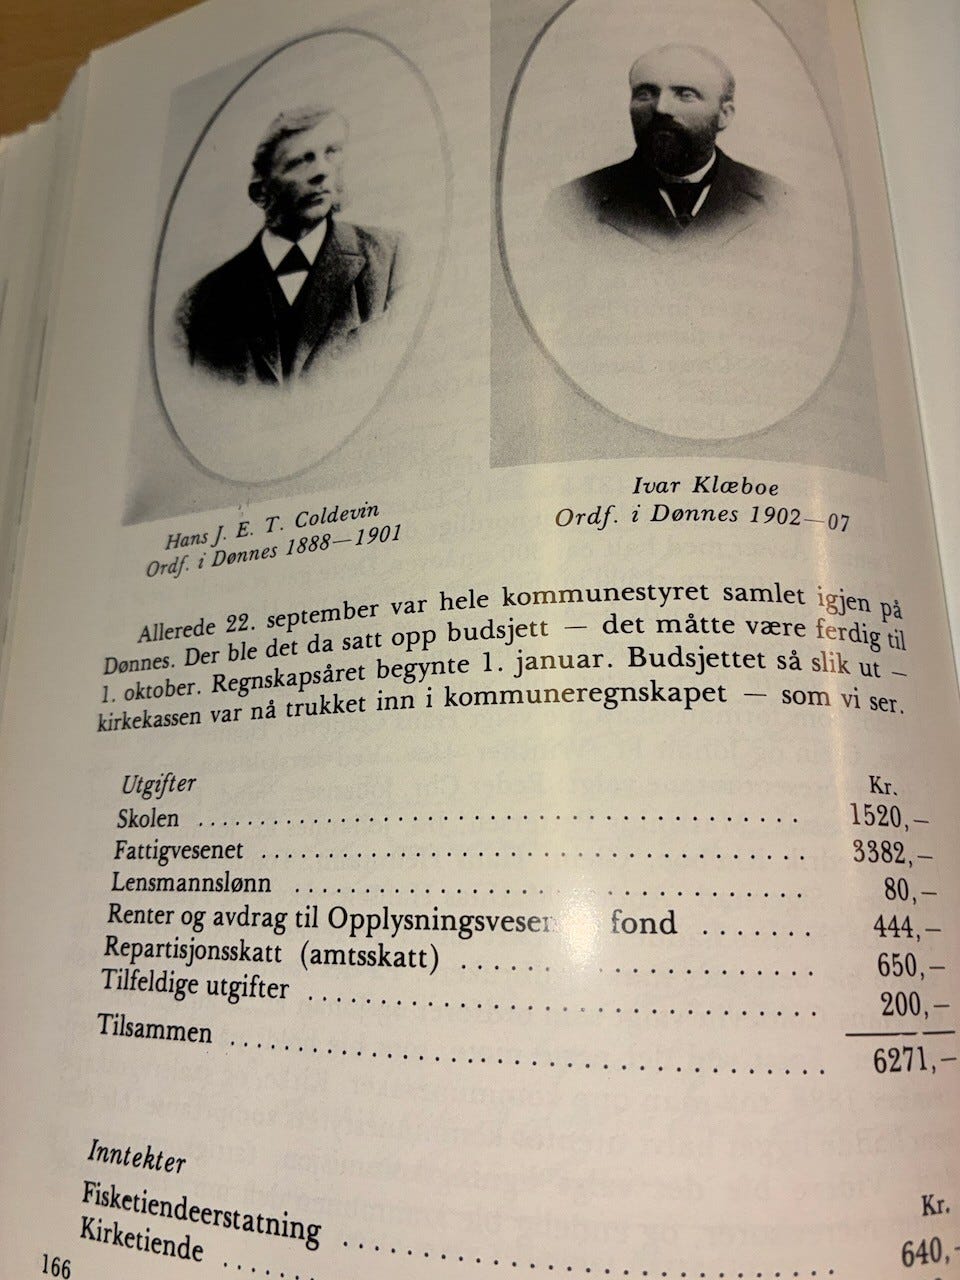 Hans J. E. T. Coldevin
Ordf. i Dønnes 1888—1901
Ivar Klæboe
Ordf. i Dønnes 1902—07
Allerede 22. september var hele kommunestyret samlet igjen på
Dønnes. Der ble det da satt opp budsjett — det måtte være ferdig til
1. oktober. Regnskapsåret begynte 1. januar. Budsjettet så slik ut —
kirkekassen var nå trukket inn i kommuneregnskapet — som vi ser.
Utgifter Kr.
Skolen . . . . . . . . . . . . . . . . . . . . . . . . . . . . . . . . . . . . . . . . 1520,—
Fattigvesenet . . . . . . . . . . . . . . . . . . . . . . . . . . . . . . . . . . . . 3382,—
Lensmannslønn . . . . . . . . . . . . . . . . . . . . . . . . . . . . . . . . . . 80,—
Renter og avdrag til fond . . . . . . . 444,—
Repartisjonsskatt (amtsskatt) . . . . . . . . . . . . . . . . . . . . . . . 650,—
Tilfeldige utgifter . . . . . . . . . . . . . . . . . . . . . . . . . . . . . . . . . 200,—
Tilsammen . . . . . . . . . . . . . . . . . . . . . . . . . . . . . . . . . . . . . . 6271,—
Inntekter Kr.
Fisketiendeerstatning . . . . . . . . . . . . . . . . . . . . . . . . . . . . . 640,-
Kirketiende . . . . . . . . . . . . . . . . . . . . . . . . . . . . . . . . . . . . .
166